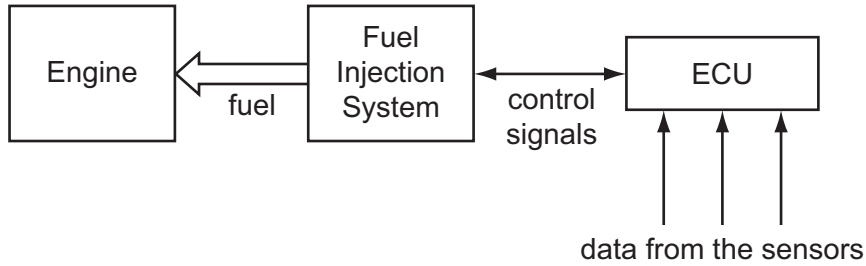 Engine
fuel
Fuel
Injection
System
control
signals
ECU
data from the sensors